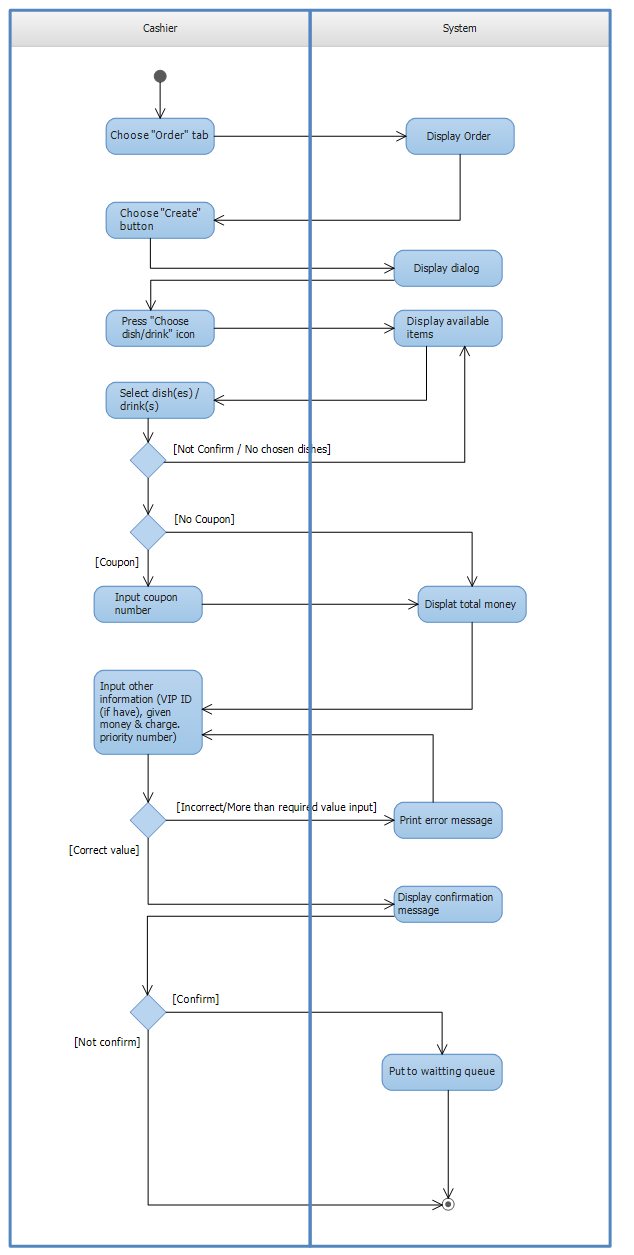 Cashier
System
Choose "Order" tab
Display Order
Choose "Create"
button
Display dialog
Press "Choose
dish/drink" icon
Display available
items
Select dish(es) /
drink(s)
[Not Confirm / No chosen dishes]
[No Coupon]
[Coupon]
Input coupon
number
Displat total money
Input other
information (VIP ID
(if have), given
money & charge.
priority number)
[Incorrect/More than required value input]
Print error message
[Correct value]
Display confirmation
message
[Confirm]
[Not confirm]
Put to waitting queue